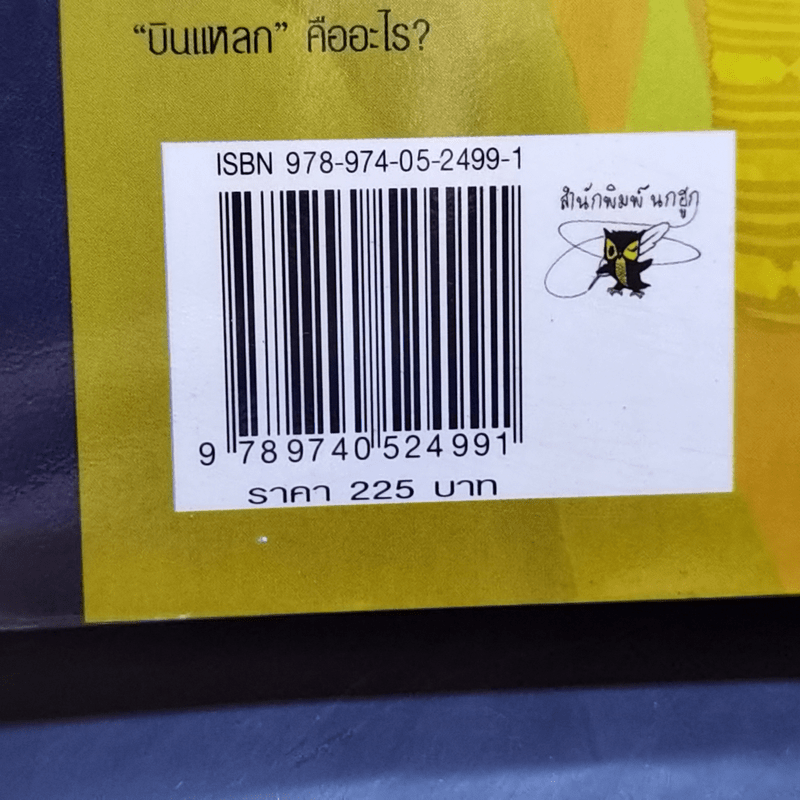 “บินแหลก” คืออะไร?
ISBN 978-974-05-2499-1
สำนักพิมพ์ นกฮูก
9 789740 524991
ราคา 225 บาท